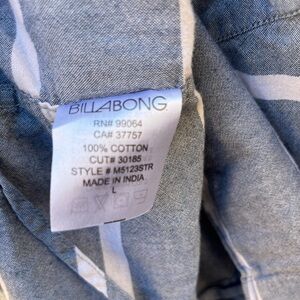 BILLABONG
RN# 99064
CA# 37757
100% COTTON
CUT# 30185
STYLE # M5123STR
MADE IN INDIA
L